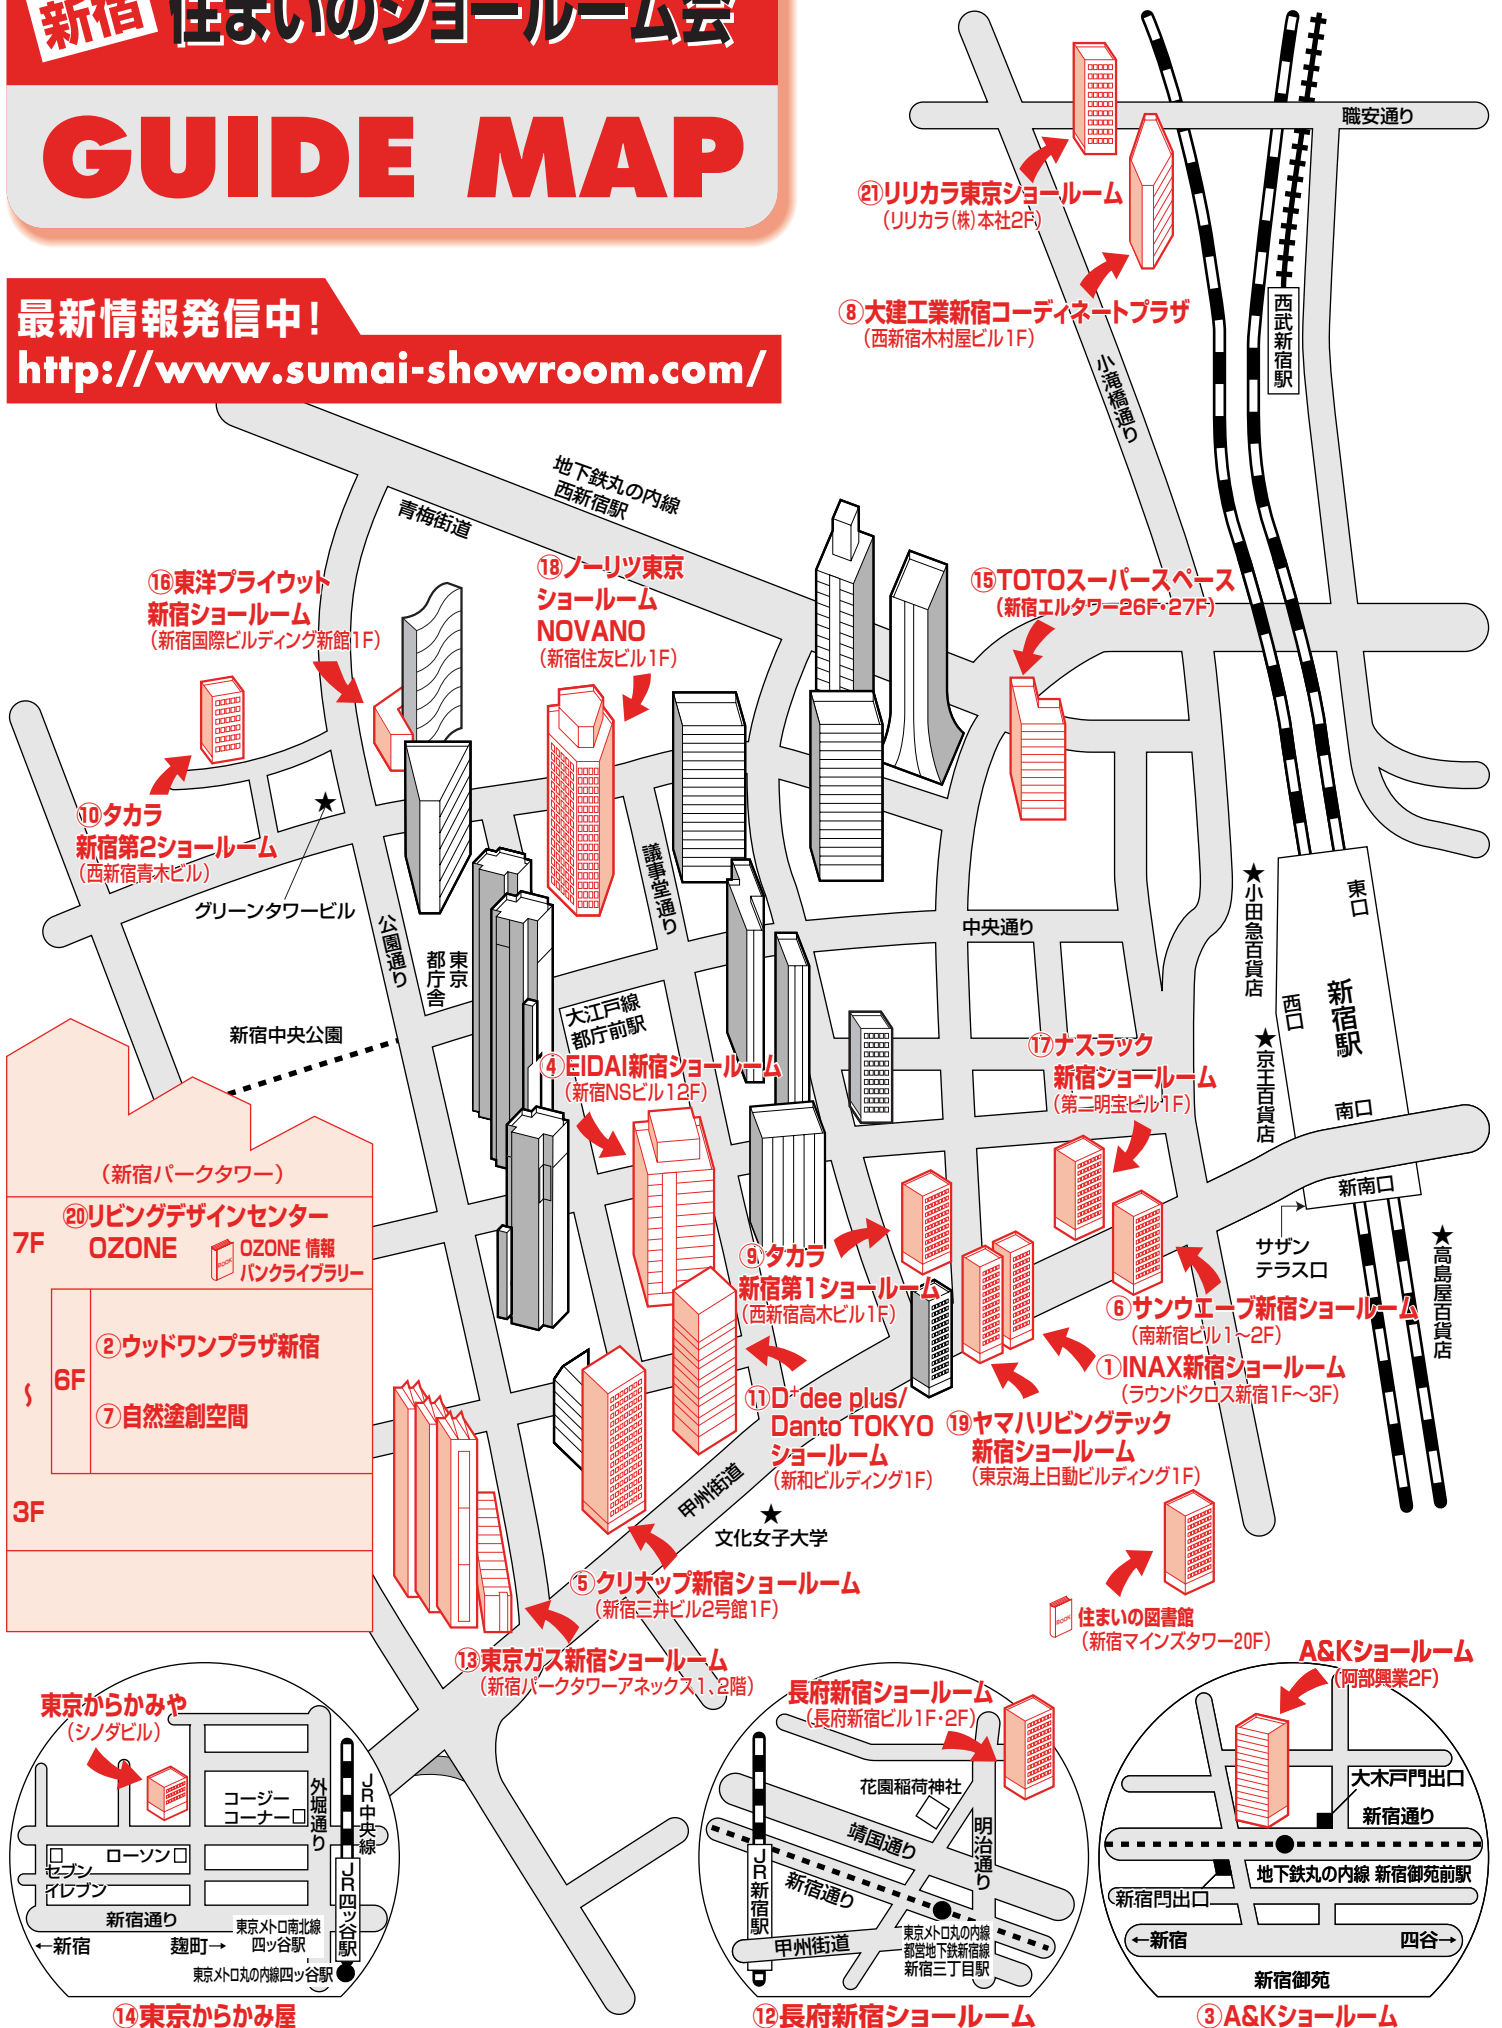 新宿 住まいのショールーム会
GUIDE MAP
最新情報発信中!
http://www.sumai-showroom.com/
職安通り
㉑リリカラ東京ショールーム
(リリカラ(株)本社2F)
⑧大建工業新宿コーディネートプラザ
(西新宿木村屋ビル1F)
西武新宿駅
小滝橋通り
地下鉄丸の内線
西新宿駅
青梅街道
⑯東洋プライウット
新宿ショールーム
(新宿国際ビルディング新館1F)
⑱ノーリツ東京
ショールーム
NOVANO
(新宿住友ビル1F)
⑮TOTOスーパースペース
(新宿エルタワー26F・27F)
⑩タカラ
新宿第2ショールーム
(西新宿青木ビル)
グリーンタワービル
議事堂通り
公園通り
東京
都庁舎
中央通り
★小田急百貨店
東口
西口
新宿駅
南口
★京王百貨店
新宿中央公園
大江戸線
都庁前駅
④EIDAI新宿ショールーム
(新宿NSビル12F)
⑰ナスラック
新宿ショールーム
(第二明宝ビル1F)
(新宿パークタワー)
7F
⑳リビングデザインセンター
OZONE
BOOK
OZONE 情報
バンクライブラリー
〜
6F
②ウッドワンプラザ新宿
⑦自然塗創空間
3F
新南口
サザン
テラス口
★高島屋百貨店
⑨タカラ
新宿第1ショールーム
(西新宿高木ビル1F)
⑥サンウエーブ新宿ショールーム
(南新宿ビル1〜2F)
①INAX新宿ショールーム
(ラウンドクロス新宿1F〜3F)
⑪D+dee plus/
Danto TOKYO
ショールーム
(新和ビルディング1F)
⑲ヤマハリビングテック
新宿ショールーム
(東京海上日動ビルディング1F)
甲州街道
★
文化女子大学
⑤クリナップ新宿ショールーム
(新宿三井ビル2号館1F)
⑬東京ガス新宿ショールーム
(新宿パークタワーアネックス1、2階)
BOOK
住まいの図書館
(新宿マインズタワー20F)
東京からかみや
(シノダビル)
コージー
コーナー
外堀通り
JR中央線
セブン
イレブン
ローソン
JR四ッ谷駅
新宿通り
東京メトロ南北線
四ッ谷駅
←新宿
麹町→
東京メトロ丸の内線四ッ谷駅
⑭東京からかみ屋
長府新宿ショールーム
(長府新宿ビル1F・2F)
花園稲荷神社
靖国通り
明治通り
JR新宿駅
新宿通り
甲州街道
東京メトロ丸の内線
都営地下鉄新宿線
新宿三丁目駅
⑫長府新宿ショールーム
A&Kショールーム
(阿部興業2F)
大木戸門出口
新宿通り
地下鉄丸の内線 新宿御苑前駅
新宿門出口
←新宿
四谷→
新宿御苑
③A&Kショールーム